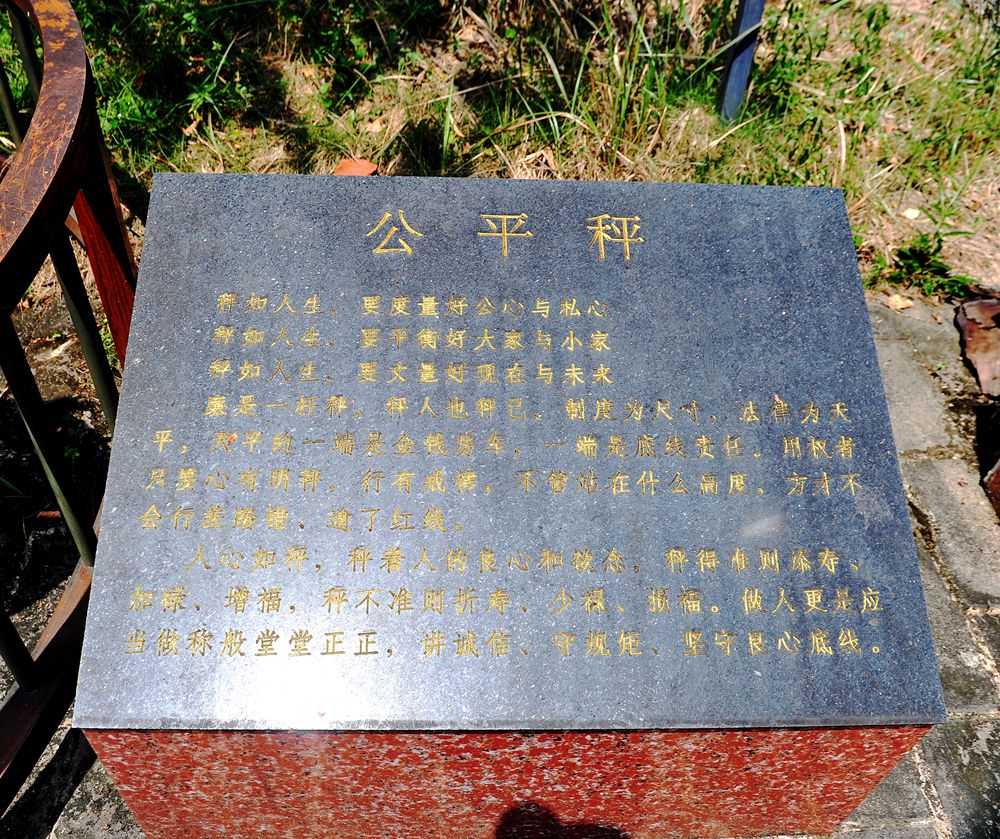 公平秤
秤如人生，要度量好公心与私心
秤如人生，要平衡好大家与小家
秤如人生，要丈量好现在与未来
廉是一杆秤，秤人也秤己。制度为尺寸，法律为天
平，天平的一端是金钱房车，一端是底线责任。用权者
只要心有明秤，行有戒律，不管站在什么高度，方才不
会行差踏错、逾了红线。
人心如秤，秤着人的良心和欲念，秤得准则添寿、
加禄、增福，秤不准则折寿、少禄、损福。做人更是应
当做称般堂堂正正，讲诚信、守规矩、坚守良心底线。